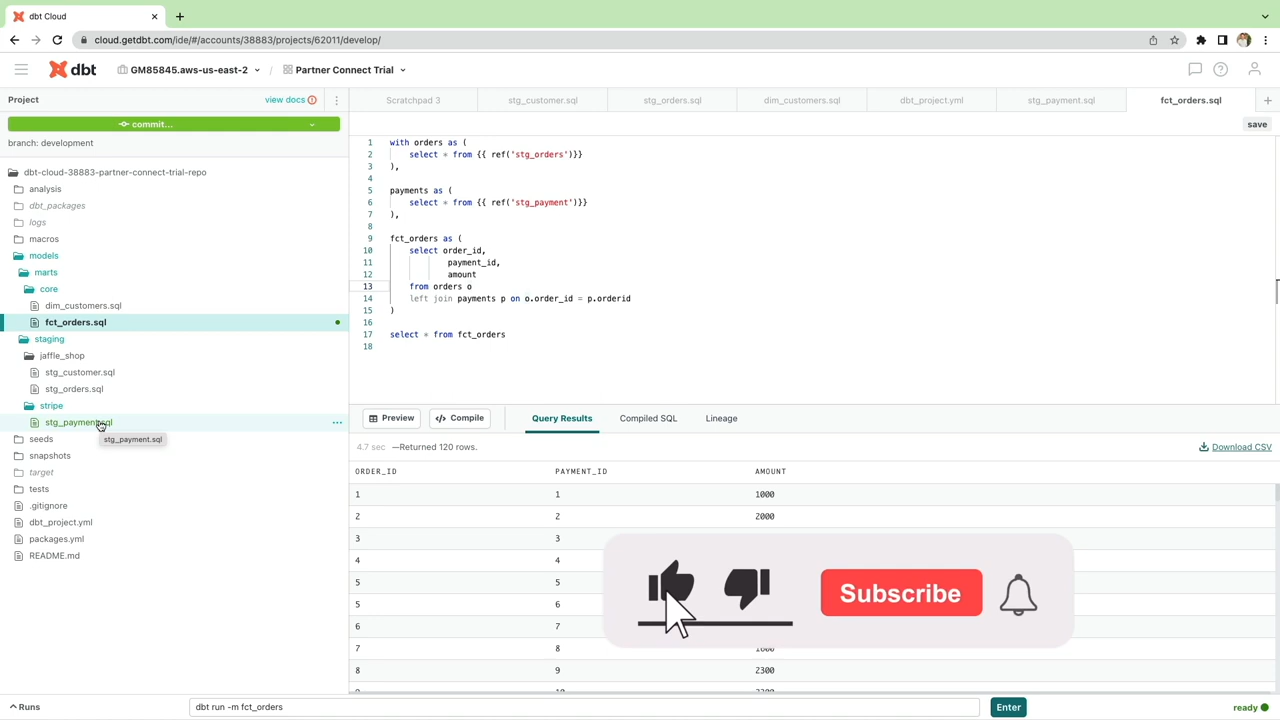 dbt Cloud
cloud.getdbt.com/ide/#/accounts/38883/projects/62011/develop/
dbt
GM85845.aws-us-east-2
/
Partner Connect Trial
Project
view docs
commit...
branch: development
dbt-cloud-38883-partner-connect-trial-repo
analysis
dbt_packages
logs
macros
models
marts
core
dim_customers.sql
fct_orders.sql
staging
jaffle_shop
stg_customer.sql
stg_orders.sql
stripe
stg_payment.sql
stg_payment.sql
seeds
snapshots
target
tests
.gitignore
dbt_project.yml
packages.yml
README.md
Scratchpad 3
stg_customer.sql
stg_orders.sql
dim_customers.sql
dbt_project.yml
stg_payment.sql
fct_orders.sql
save
1 with orders as (
2 select * from {{ ref('stg_orders')}}
3 ),
4
5 payments as (
6 select * from {{ ref('stg_payment')}}
7 ),
8
9 fct_orders as (
10 select order_id,
11 payment_id,
12 amount
13 from orders o
14 left join payments p on o.order_id = p.orderid
15 )
16
17 select * from fct_orders
18
Preview
Compile
Query Results
Compiled SQL
Lineage
4.7 sec —Returned 120 rows.
Download CSV
ORDER_ID PAYMENT_ID AMOUNT
1 1 1000
2 2 2000
3 3
4 4
5 5
5 6
6 7
7 8
8 9 2300
Subscribe
Runs
dbt run -m fct_orders
Enter
ready